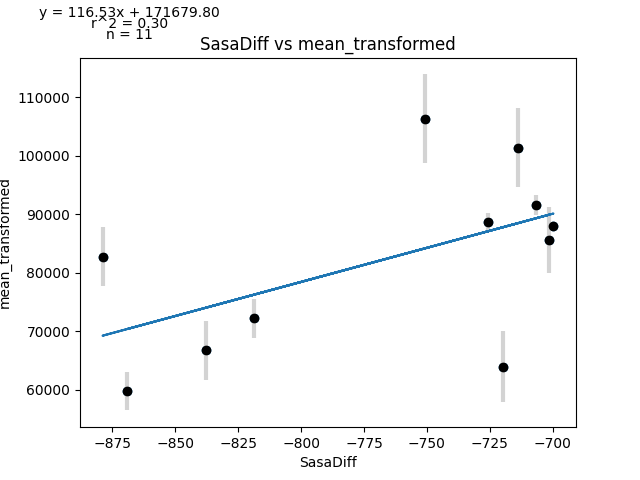 y = 116.53x + 171679.80
r^2 = 0.30
n = 11
SasaDiff vs mean_transformed
110000
100000
90000
80000
70000
60000
mean_transformed
−875
−850
−825
−800
−775
−750
−725
−700
SasaDiff